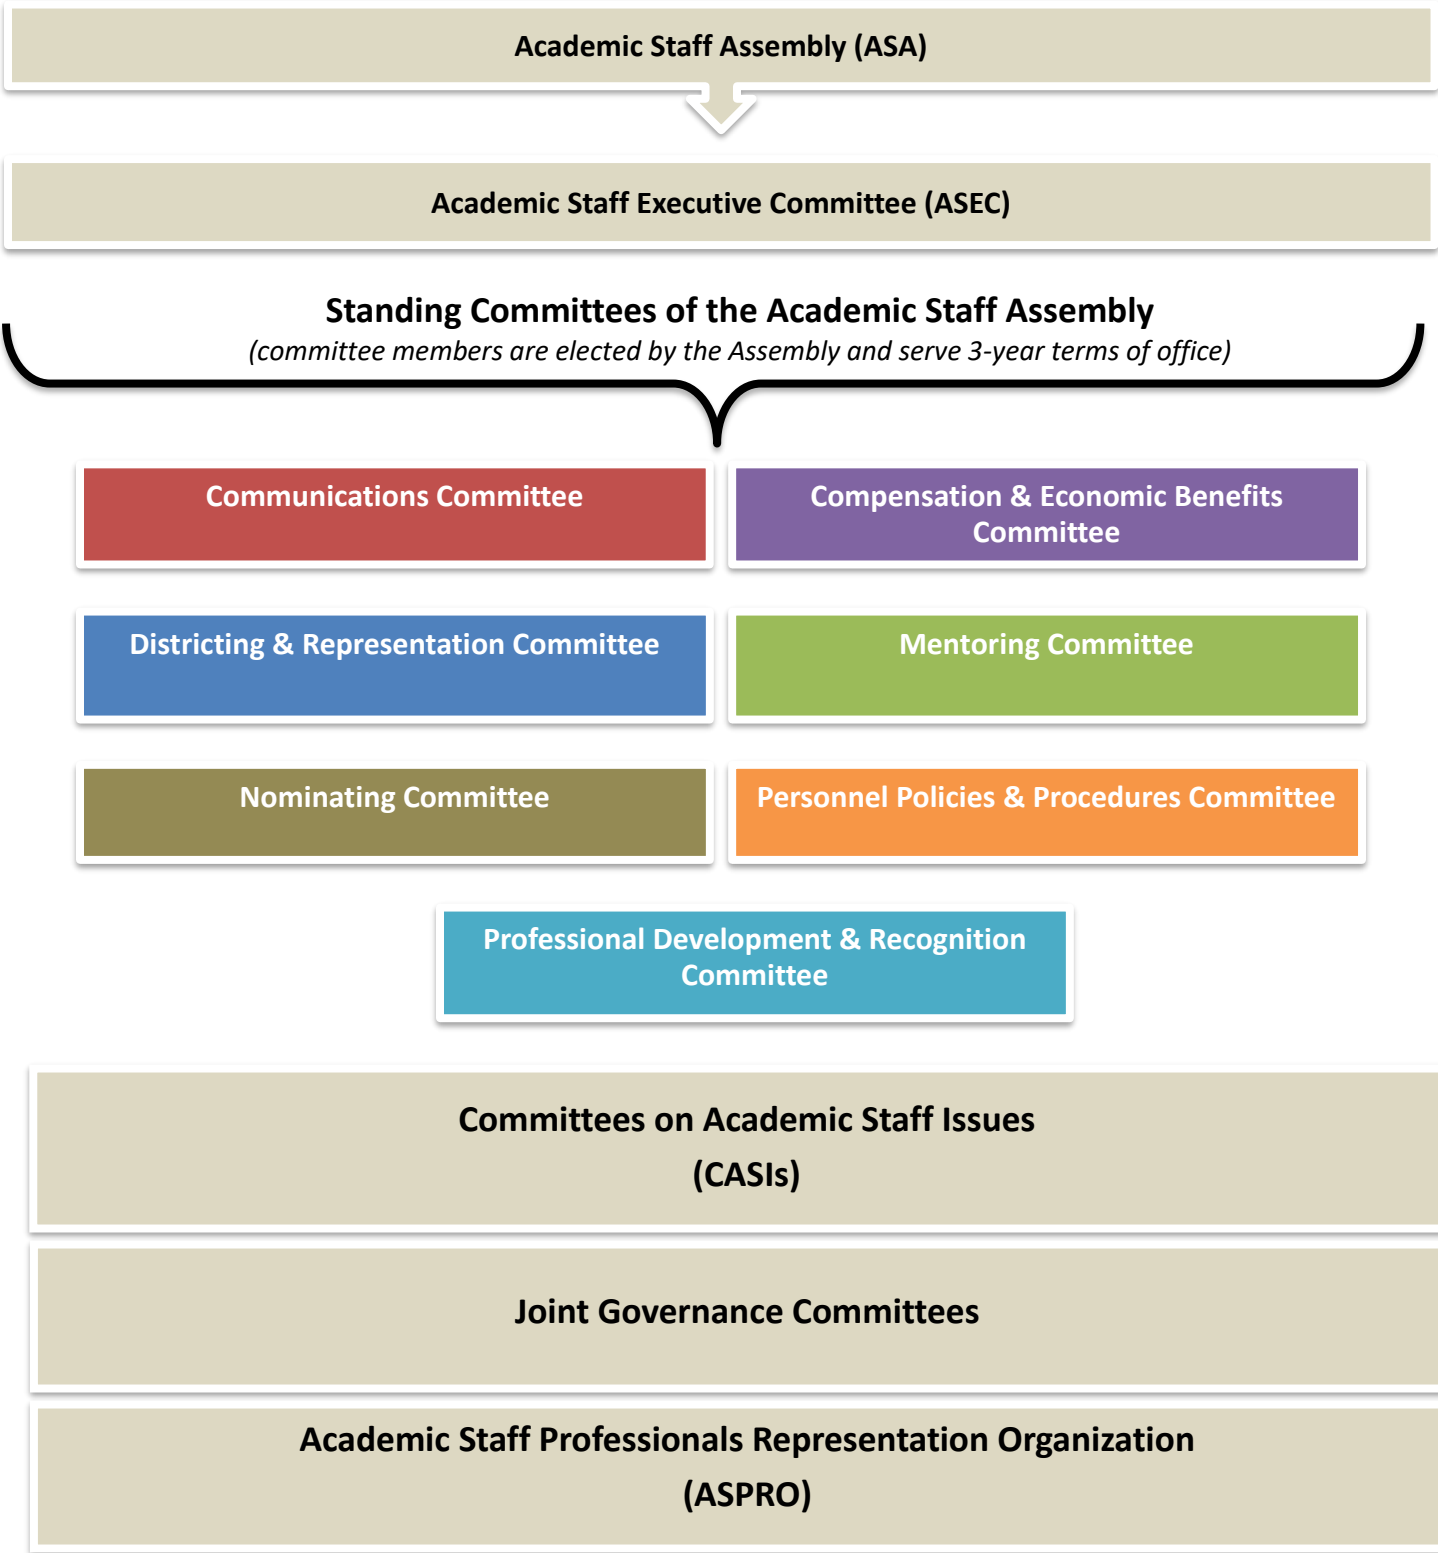 Academic Staff Assembly (ASA)
Academic Staff Executive Committee (ASEC)
Standing Committees of the Academic Staff Assembly
(committee members are elected by the Assembly and serve 3-year terms of office)
Communications Committee
Compensation & Economic Benefits
Committee
Districting & Representation Committee
Mentoring Committee
Nominating Committee
Personnel Policies & Procedures Committee
Professional Development & Recognition
Committee
Committees on Academic Staff Issues
(CASIs)
Joint Governance Committees
Academic Staff Professionals Representation Organization
(ASPRO)